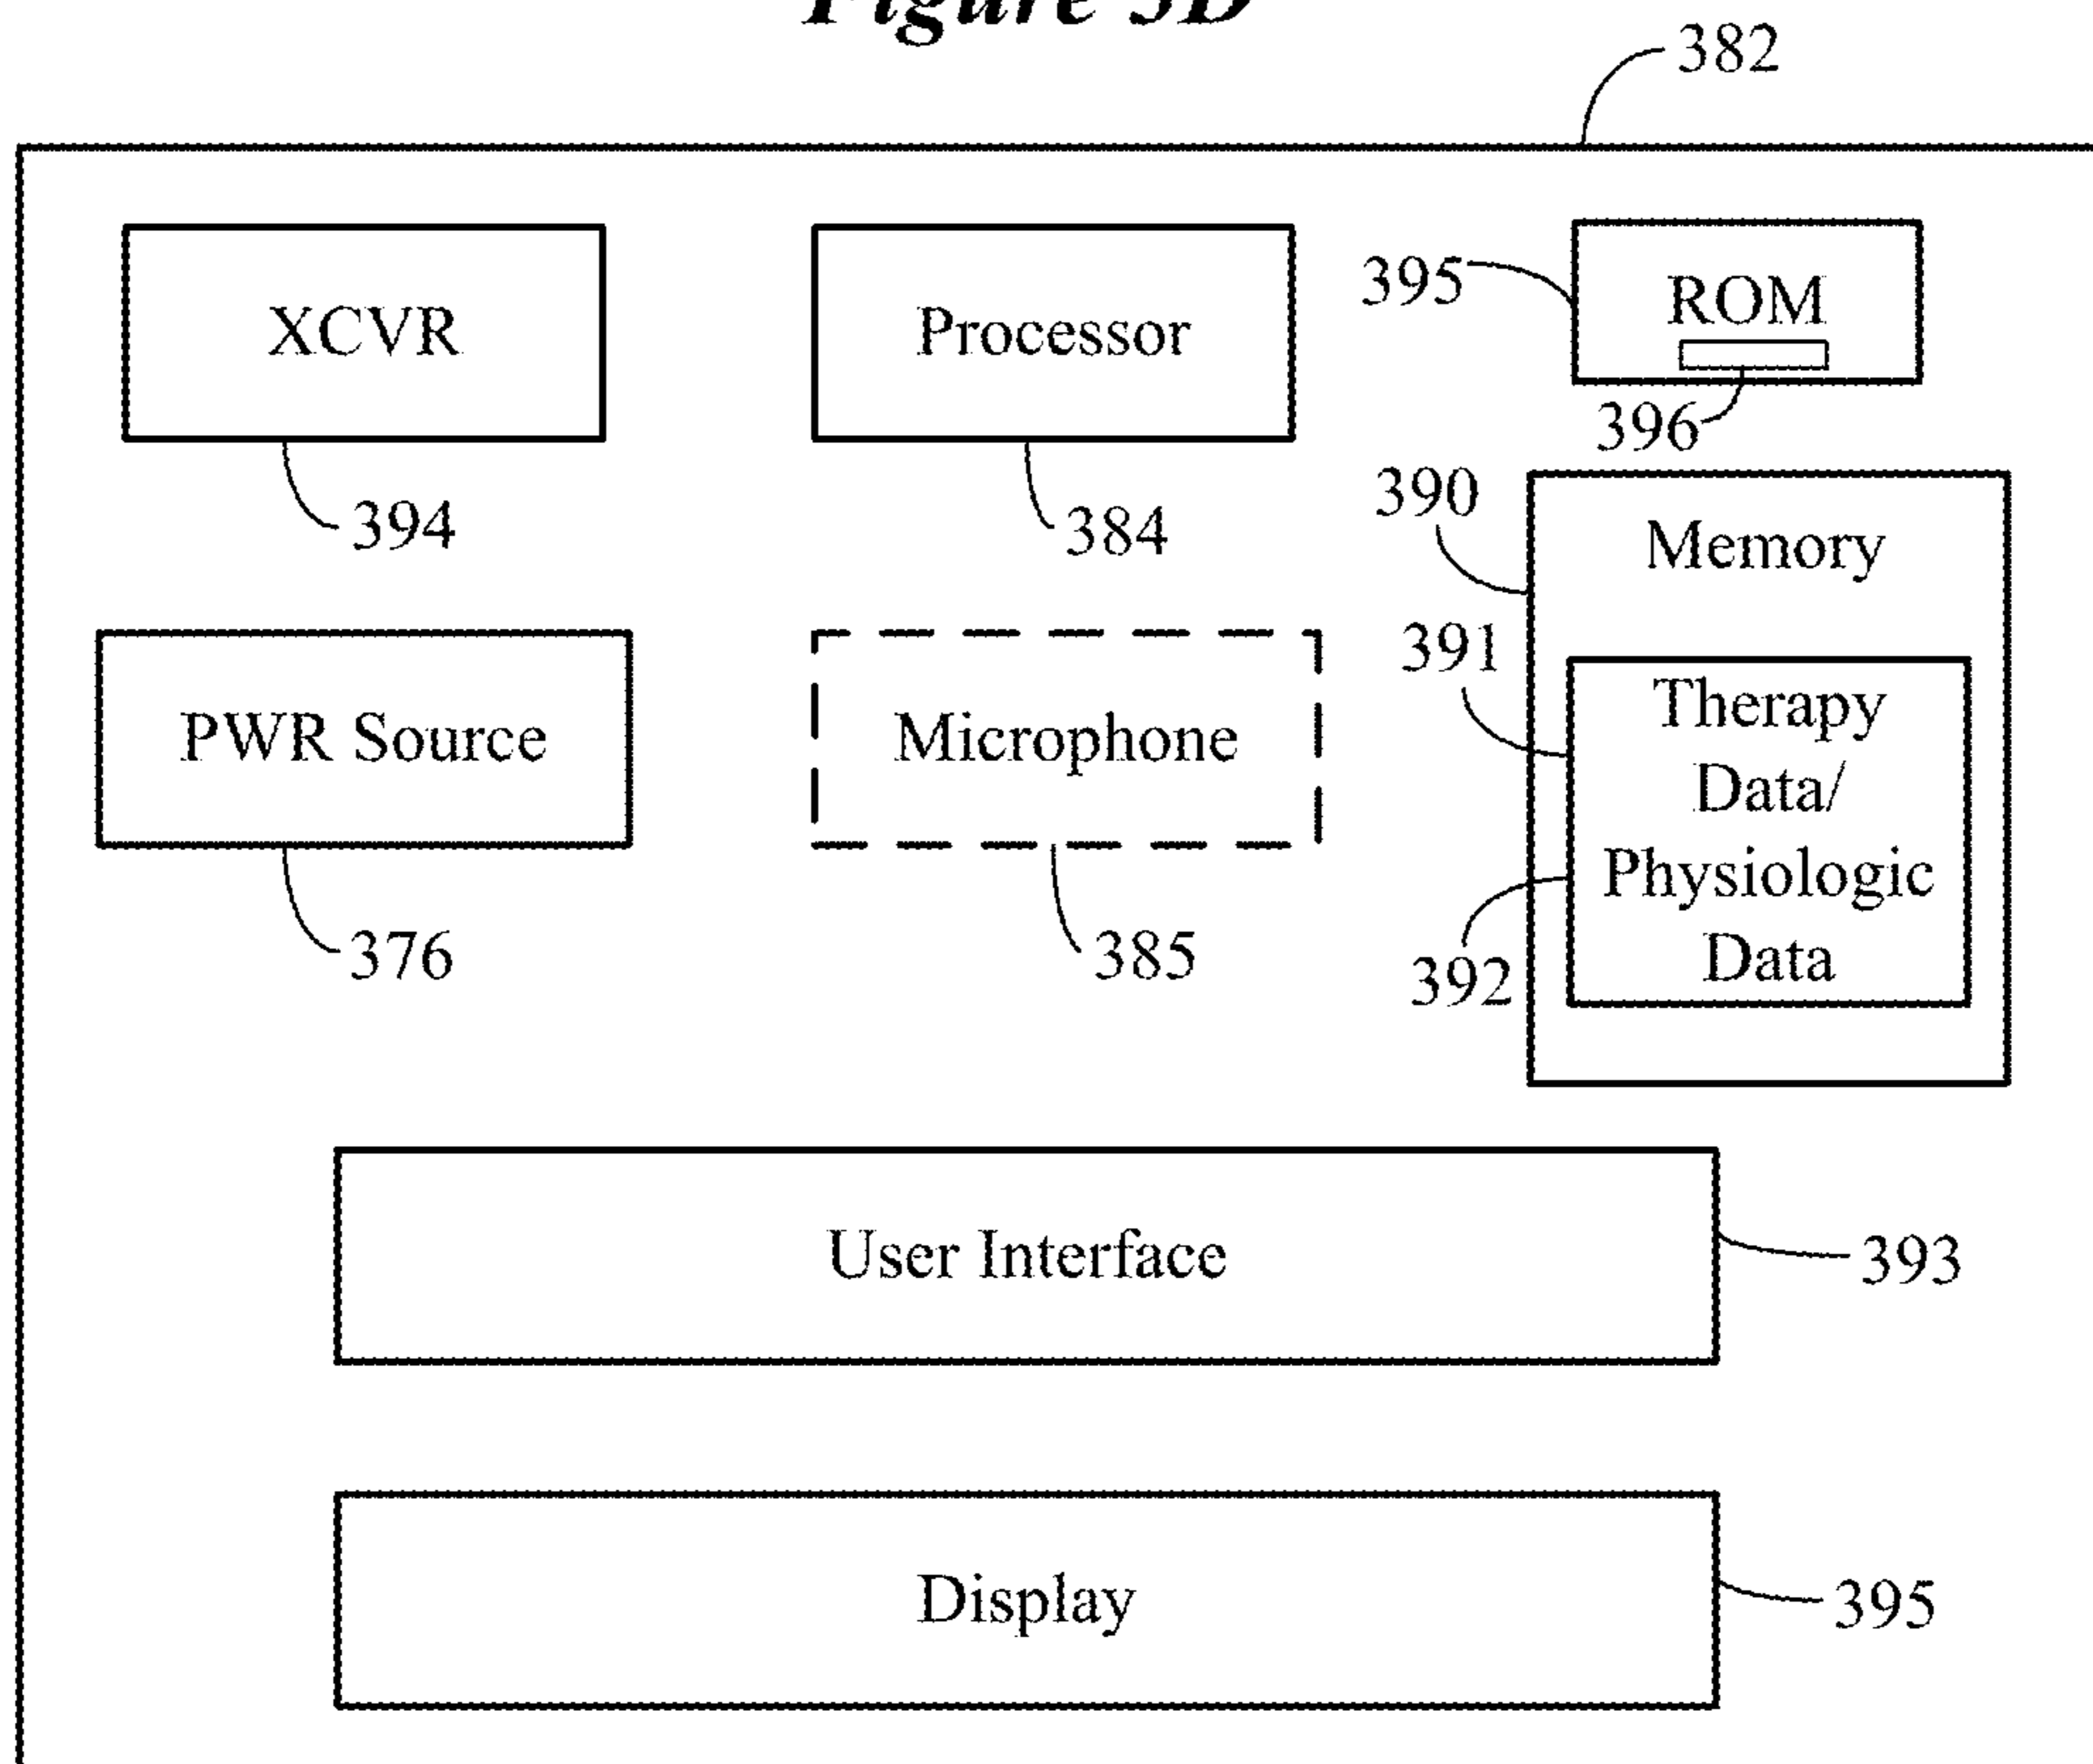 382
XCVR
Processor
395
ROM
396
394
384
390
Memory
PWR Source
Microphone
391
Therapy
Data/
Physiologic
Data
392
376
385
User Interface
393
Display
395